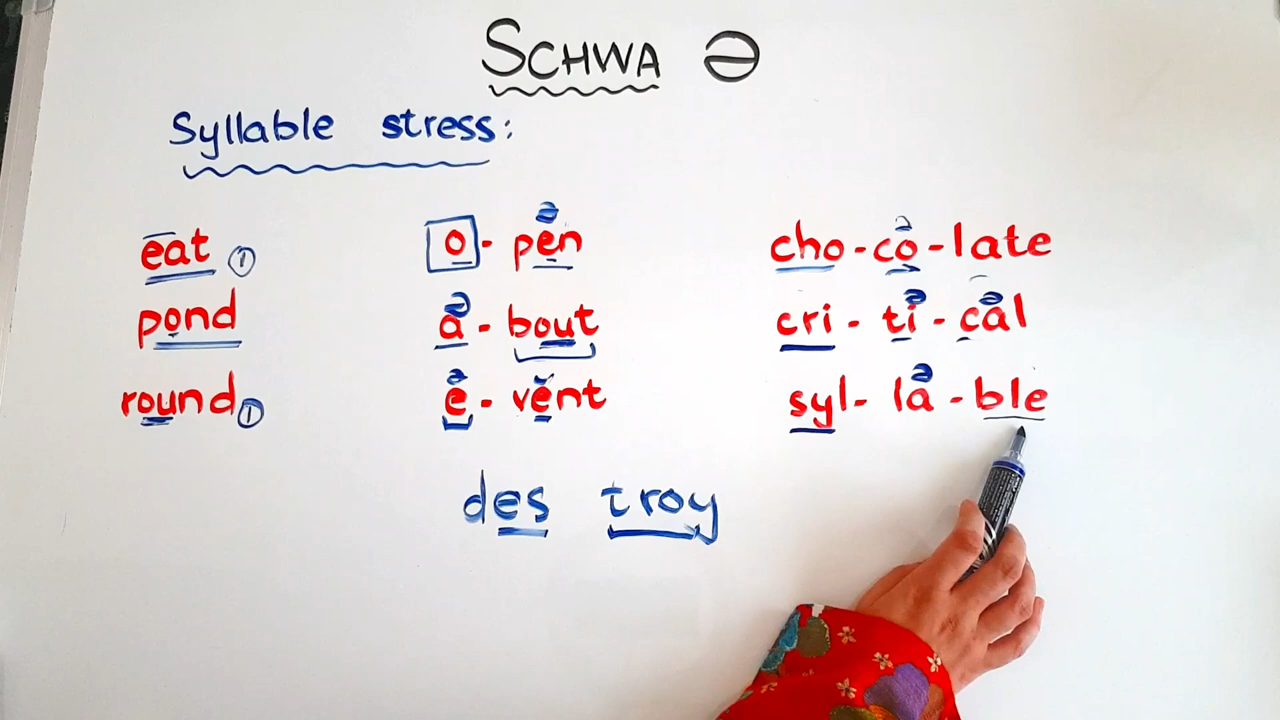 SCHWA ə
Syllable stress:
eat ① o - pen ə cho - co - late ə
pond a - bout ə cri - ti - cal ə ə
round ① e - vĕnt ə syl - la - ble ə
des troy